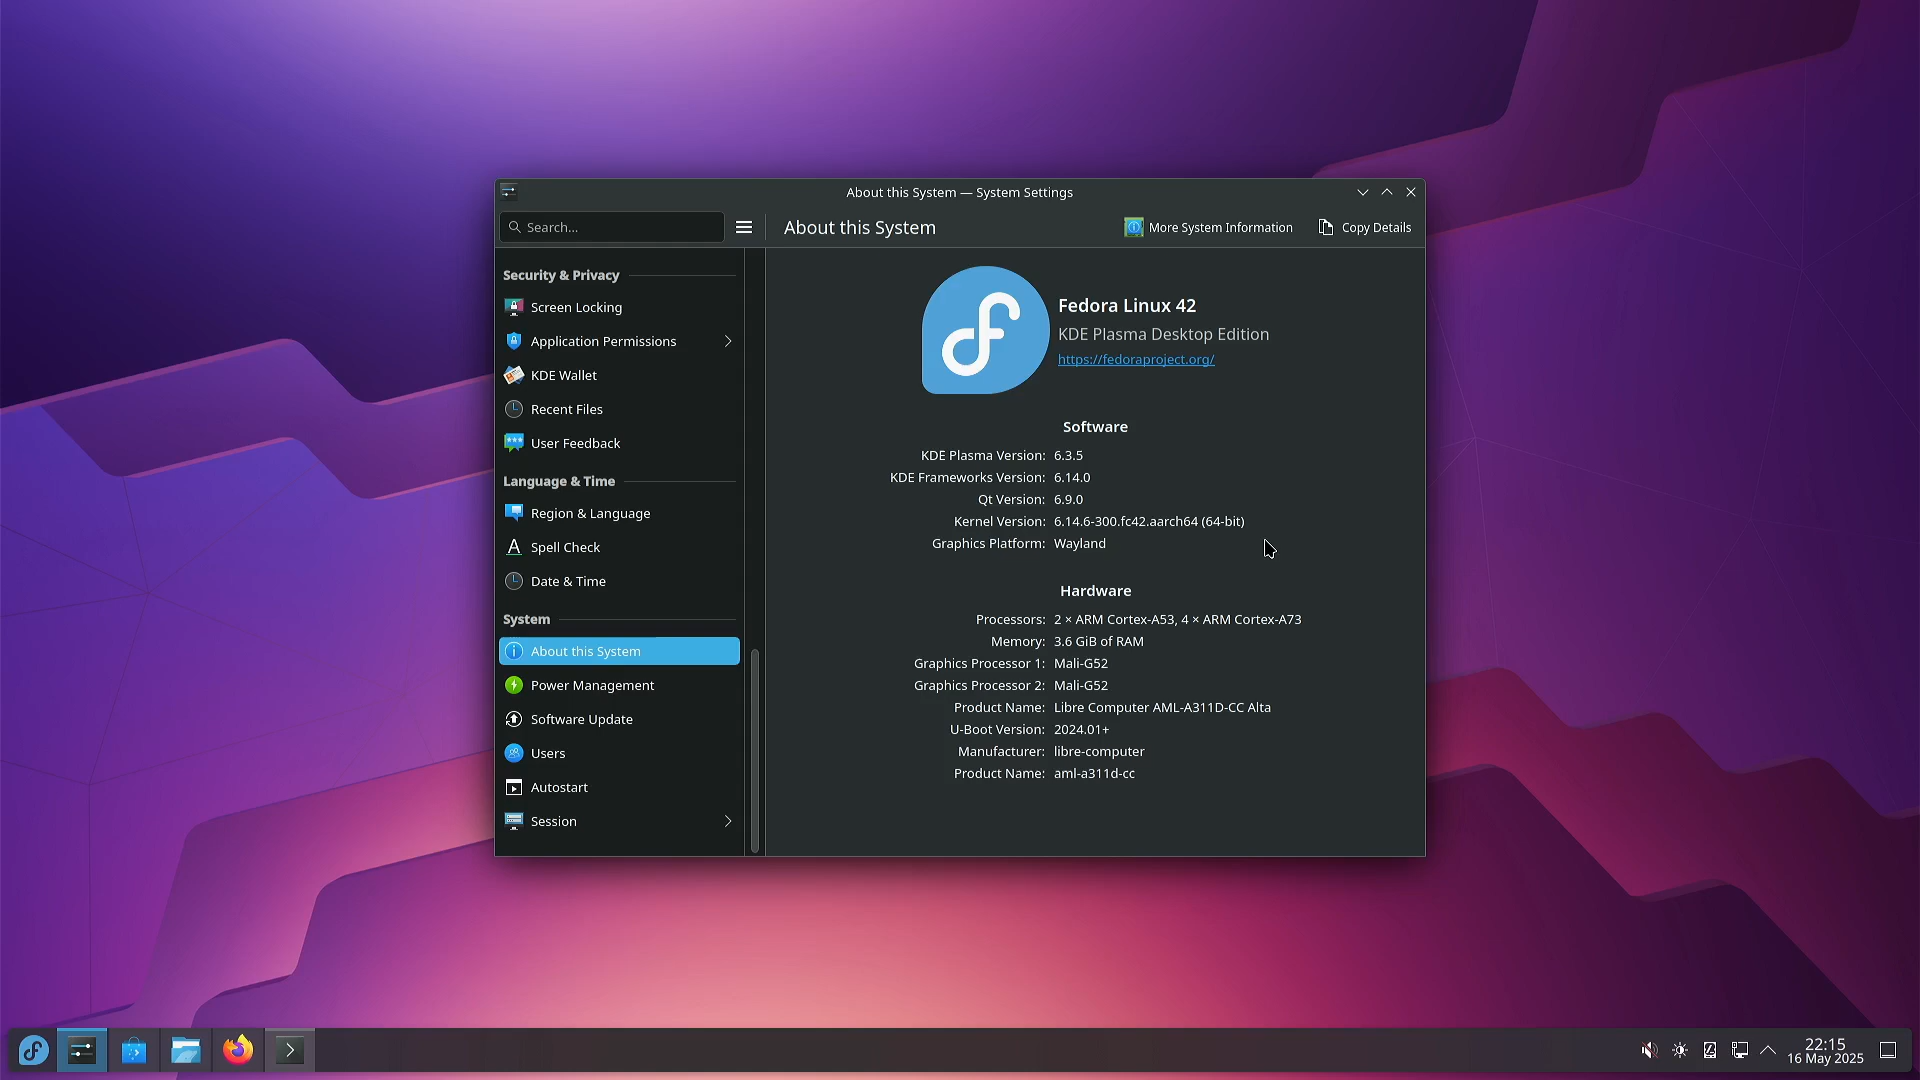 About this System — System Settings
Search...
About this System
More System Information
Copy Details
Security & Privacy
Screen Locking
Application Permissions
KDE Wallet
Recent Files
User Feedback
Language & Time
Region & Language
Spell Check
Date & Time
System
About this System
Power Management
Software Update
Users
Autostart
Session
Fedora Linux 42
KDE Plasma Desktop Edition
https://fedoraproject.org/
Software
KDE Plasma Version: 6.3.5
KDE Frameworks Version: 6.14.0
Qt Version: 6.9.0
Kernel Version: 6.14.6-300.fc42.aarch64 (64-bit)
Graphics Platform: Wayland
Hardware
Processors: 2 × ARM Cortex-A53, 4 × ARM Cortex-A73
Memory: 3.6 GiB of RAM
Graphics Processor 1: Mali-G52
Graphics Processor 2: Mali-G52
Product Name: Libre Computer AML-A311D-CC Alta
U-Boot Version: 2024.01+
Manufacturer: libre-computer
Product Name: aml-a311d-cc
22:15
16 May 2025